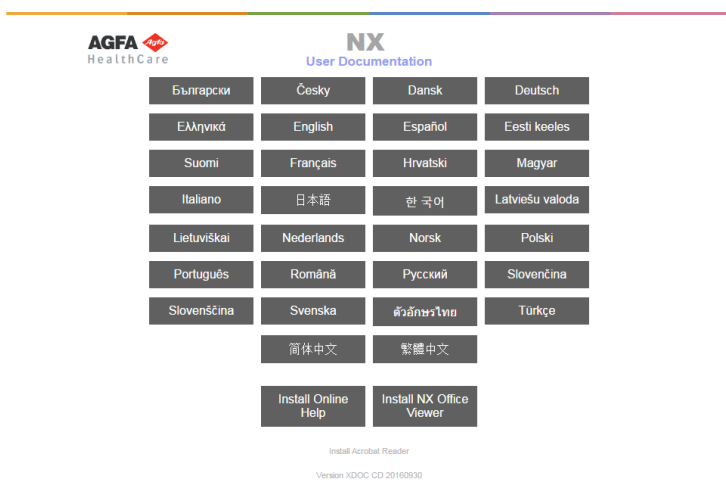 AGFA Agfa
HealthCare
NX
User Documentation
Български Česky Dansk Deutsch
Ελληνικά English Español Eesti keeles
Suomi Français Hrvatski Magyar
Italiano 日本語 한 국어 Latviešu valoda
Lietuviškai Nederlands Norsk Polski
Português Română Русский Slovenčina
Slovenščina Svenska ตัวอักษรไทย Türkçe
简体中文 繁體中文
Install Online Install NX Office
Help Viewer
Install Acrobat Reader
Version XDOC CD 20160930